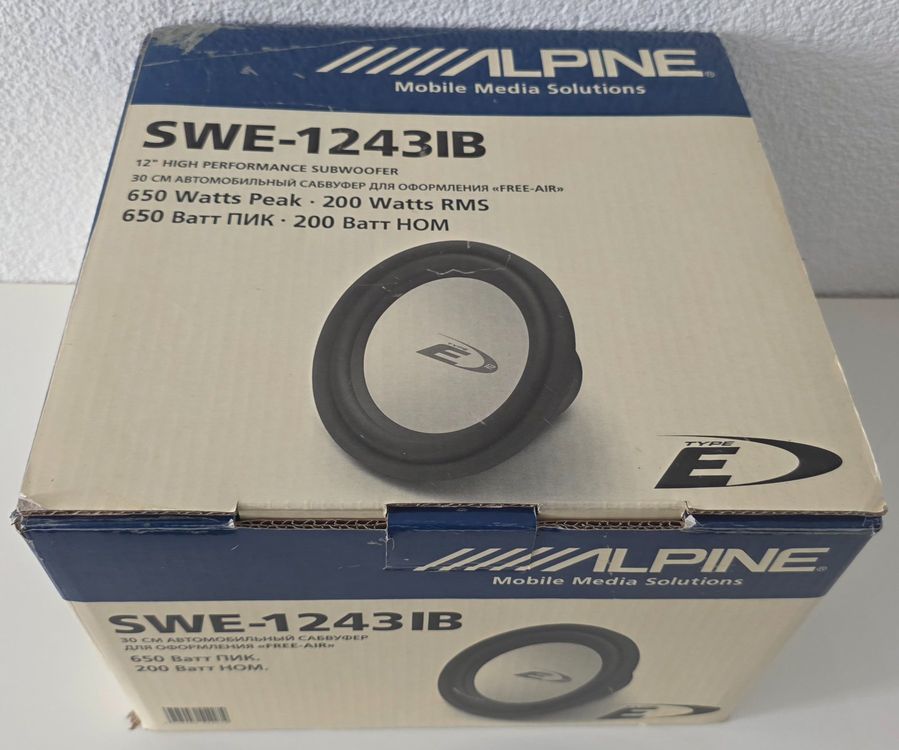 ALPINE®
Mobile Media Solutions
SWE-1243IB
12" HIGH PERFORMANCE SUBWOOFER
30 СМ АВТОМОБИЛЬНЫЙ САБВУФЕР ДЛЯ ОФОРМЛЕНИЯ «FREE-AIR»
650 Watts Peak · 200 Watts RMS
650 Ватт ПИК · 200 Ватт НОМ
TYPE
E
12
TYPE
E
ALPINE®
Mobile Media Solutions
SWE-1243IB
30 СМ АВТОМОБИЛЬНЫЙ САБВУФЕР
ДЛЯ ОФОРМЛЕНИЯ «FREE-AIR»
650 Ватт ПИК.
200 Ватт НОМ.
E
E